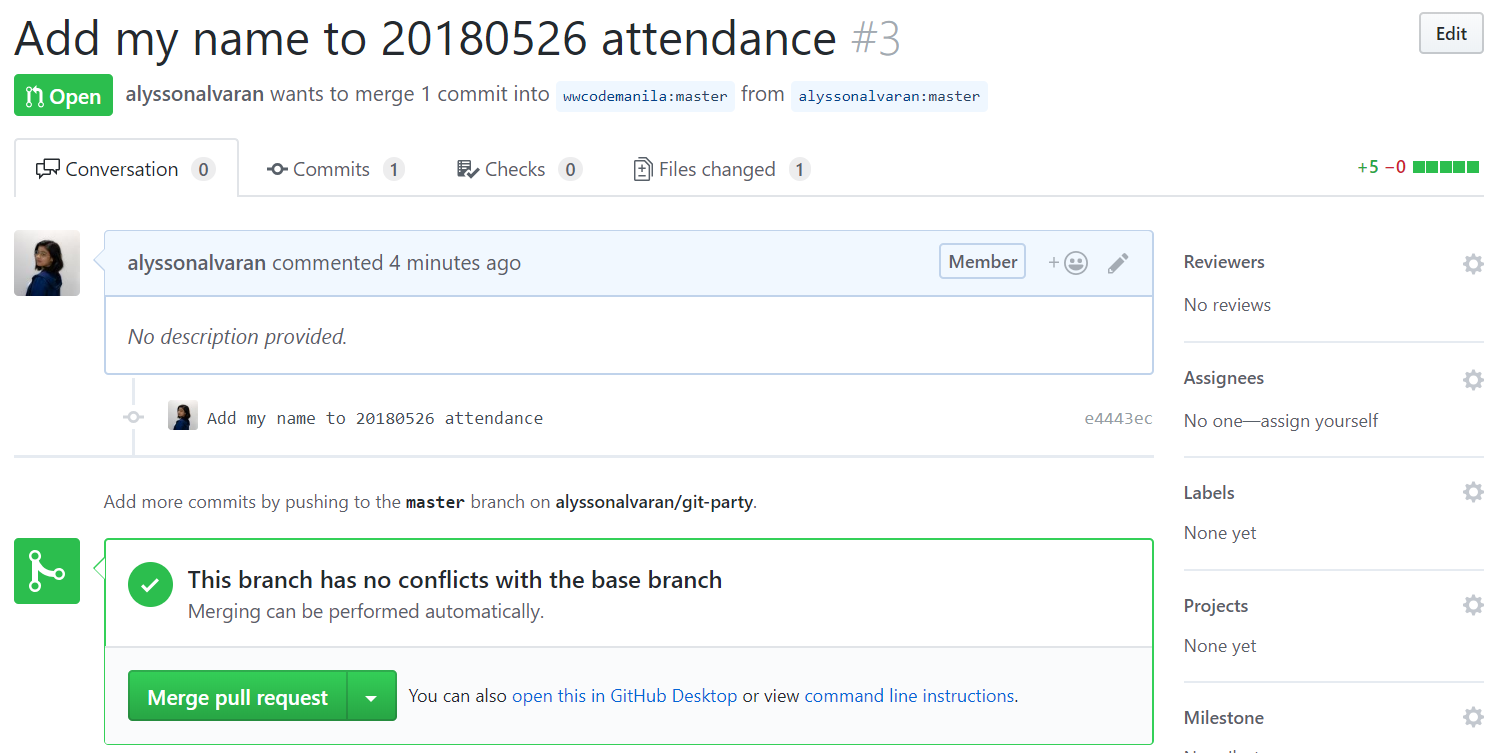 Add my name to 20180526 attendance #3
Edit
Open alyssonalvaran wants to merge 1 commit into wwcodemanila:master from alyssonalvaran:master
Conversation 0 Commits 1 Checks 0 Files changed 1 +5 −0
alyssonalvaran commented 4 minutes ago Member +
No description provided.
Add my name to 20180526 attendance e4443ec
Add more commits by pushing to the master branch on alyssonalvaran/git-party.
This branch has no conflicts with the base branch
Merging can be performed automatically.
Merge pull request You can also open this in GitHub Desktop or view command line instructions.
Reviewers
No reviews
Assignees
No one—assign yourself
Labels
None yet
Projects
None yet
Milestone